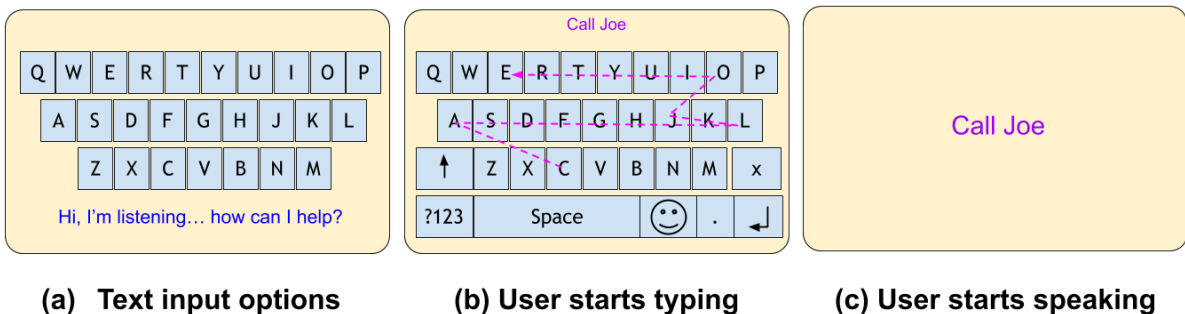 Q W E R T Y U I O P
A S D F G H J K L
Z X C V B N M
Hi, I'm listening... how can I help?
(a) Text input options
Call Joe
Q W E R T Y U I O P
A S D F G H J K L
Z X C V B N M x
?123 Space .
(b) User starts typing
Call Joe
(c) User starts speaking